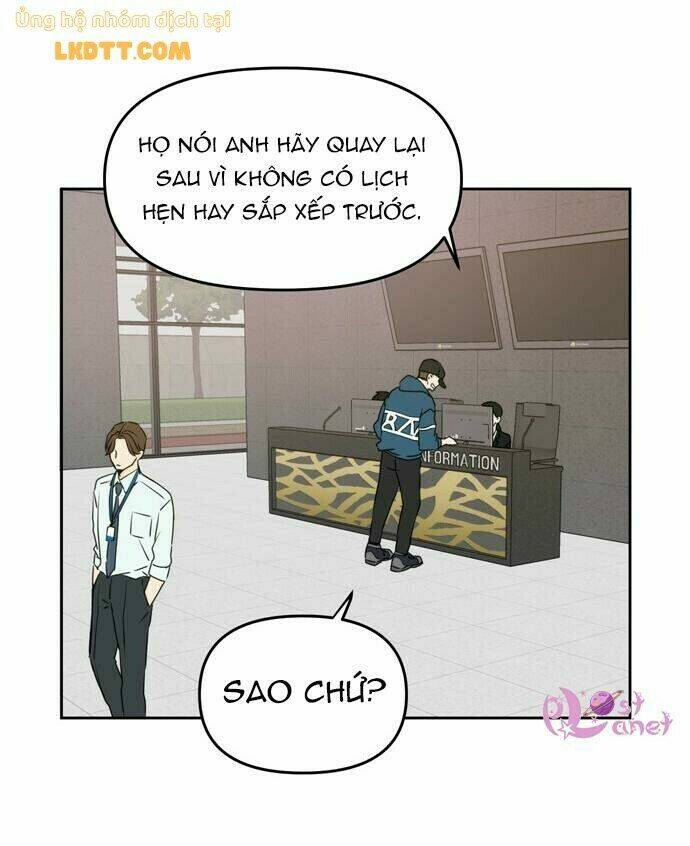 Ủng hộ nhóm dịch tại
LKDTT.COM
HỌ NÓI ANH HÃY QUAY LẠI
SAU VÌ KHÔNG CÓ LỊCH
HẸN HAY SẮP XẾP TRƯỚC.
INFORMATION
SAO CHỨ?
Lost
Planet